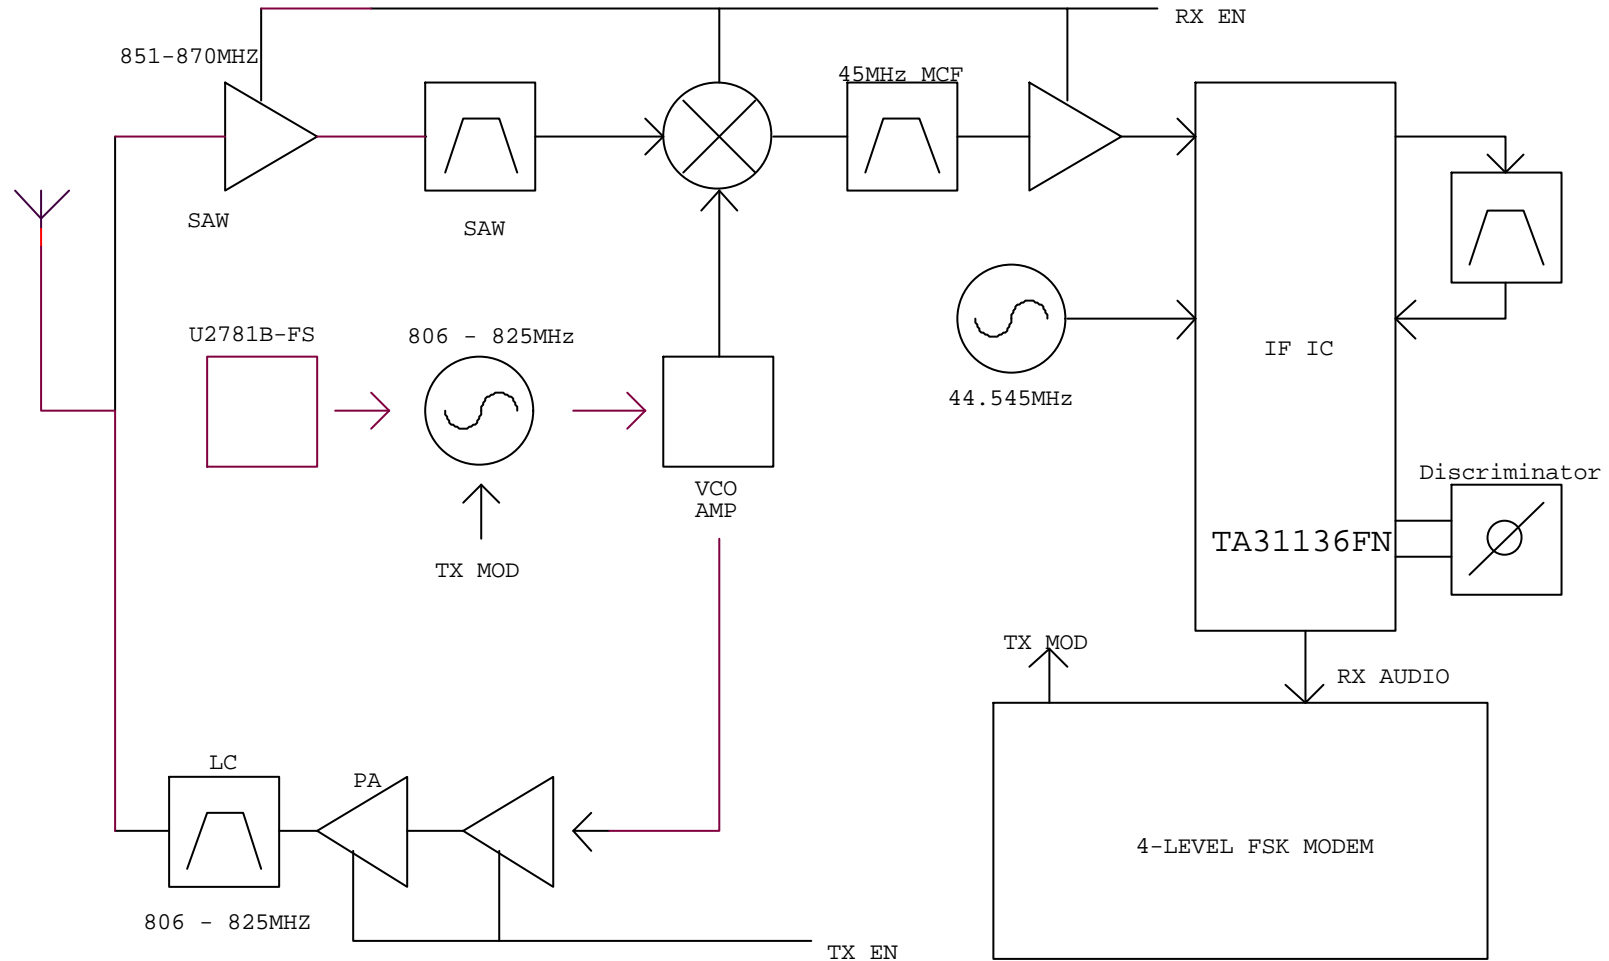 RX EN
851-870MHZ
45MHz MCF
SAW
SAW
U2781B-FS
806 - 825MHz
IF IC
44.545MHz
Discriminator
VCO
AMP
TA31136FN
TX MOD
TX MOD
RX AUDIO
LC
PA
4-LEVEL FSK MODEM
806 - 825MHZ
TX EN